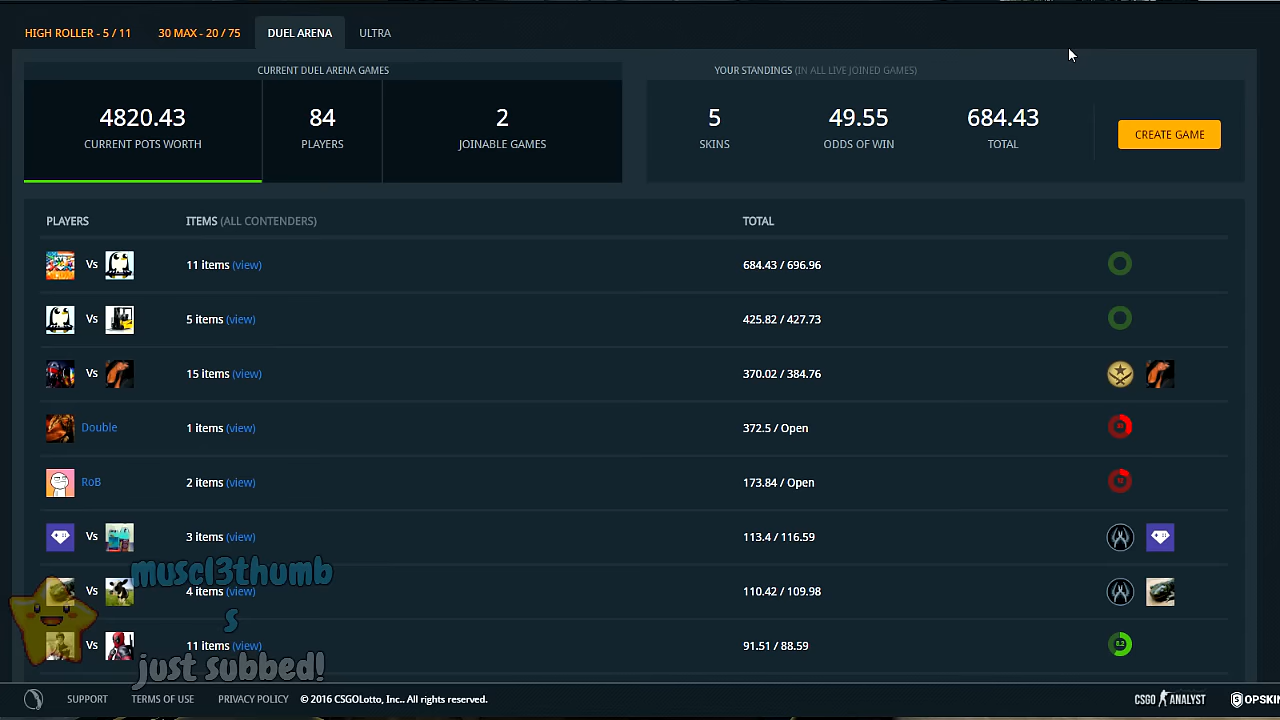 HIGH ROLLER - 5 / 11 30 MAX - 20 / 75 DUEL ARENA ULTRA
CURRENT DUEL ARENA GAMES YOUR STANDINGS (IN ALL LIVE JOINED GAMES)
4820.43 84 2 5 49.55 684.43
CURRENT POTS WORTH PLAYERS JOINABLE GAMES SKINS ODDS OF WIN TOTAL CREATE GAME
PLAYERS ITEMS (ALL CONTENDERS) TOTAL
Vs 11 items (view) 684.43 / 696.96
Vs 5 items (view) 425.82 / 427.73
Vs 15 items (view) 370.02 / 384.76
Double 1 items (view) 372.5 / Open
RoB 2 items (view) 173.84 / Open
Vs 3 items (view) 113.4 / 116.59
muscl3thumb
Vs 4 items (view) 110.42 / 109.98
s
Vs 11 items (view) 91.51 / 88.59
just subbed!
SUPPORT TERMS OF USE PRIVACY POLICY © 2016 CSGOLotto, Inc.. All rights reserved. CSGO ANALYST OPSKIN